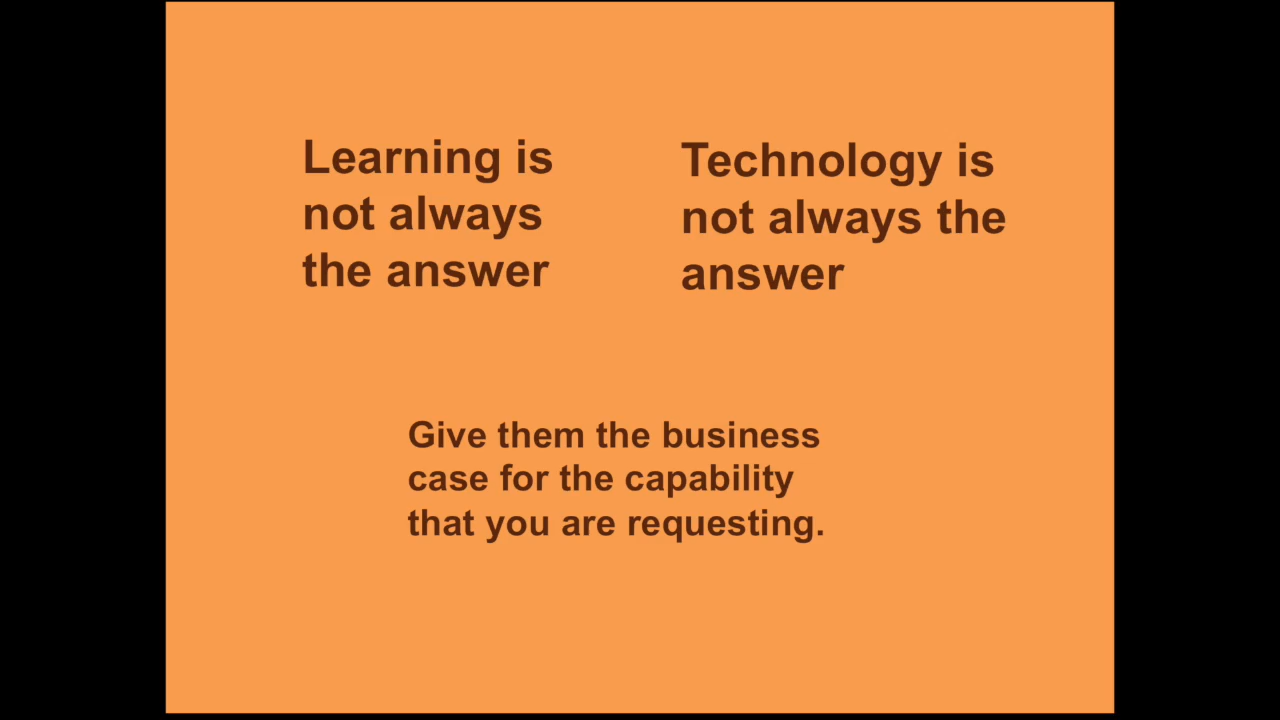 Learning is
not always
the answer
Technology is
not always the
answer
Give them the business
case for the capability
that you are requesting.